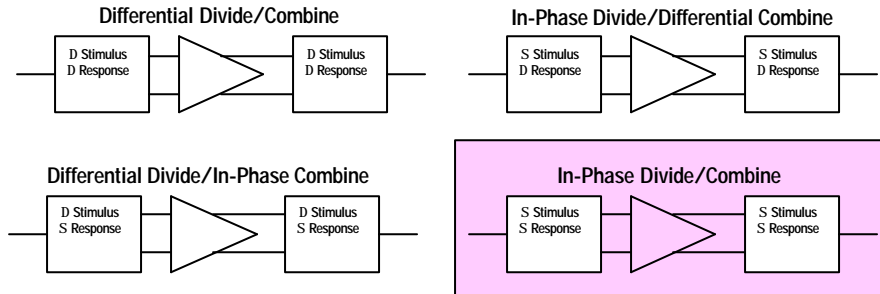 Differential Divide/Combine
D Stimulus
D Response
D Stimulus
D Response
In-Phase Divide/Differential Combine
S Stimulus
D Response
S Stimulus
D Response
Differential Divide/In-Phase Combine
D Stimulus
S Response
D Stimulus
S Response
In-Phase Divide/Combine
S Stimulus
S Response
S Stimulus
S Response